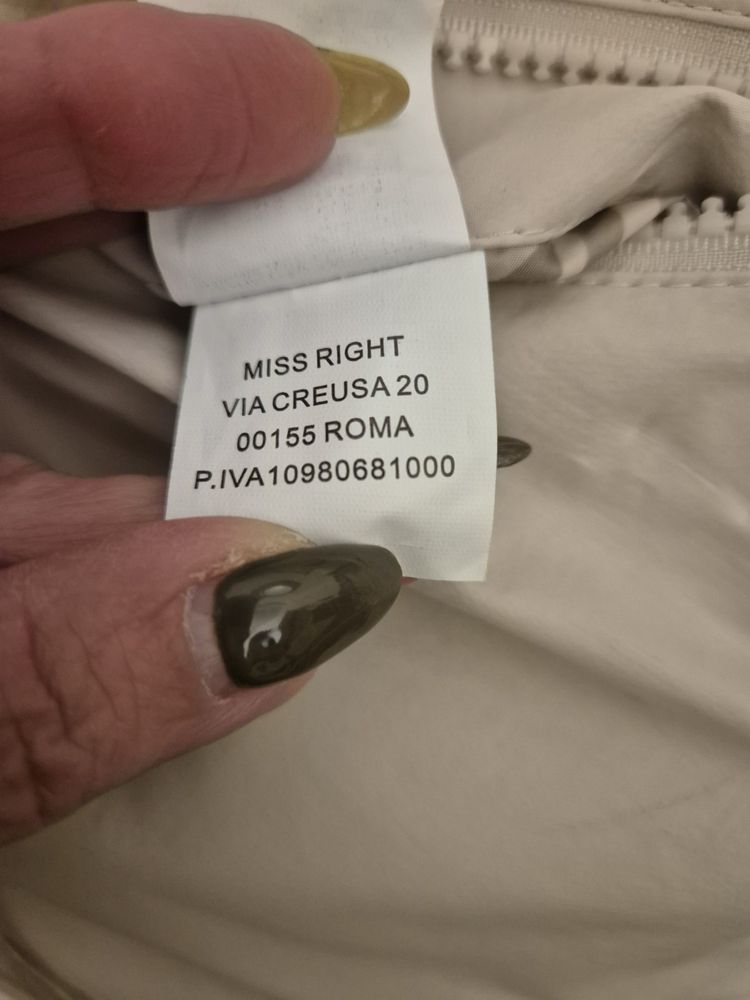 MISS RIGHT
VIA CREUSA 20
00155 ROMA
P.IVA10980681000